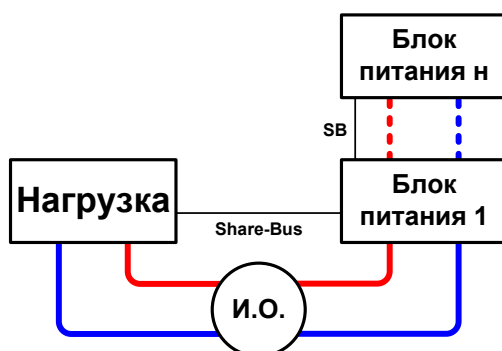 Блок
питания н
SB
Нагрузка
Блок
питания 1
Share-Bus
И.О.